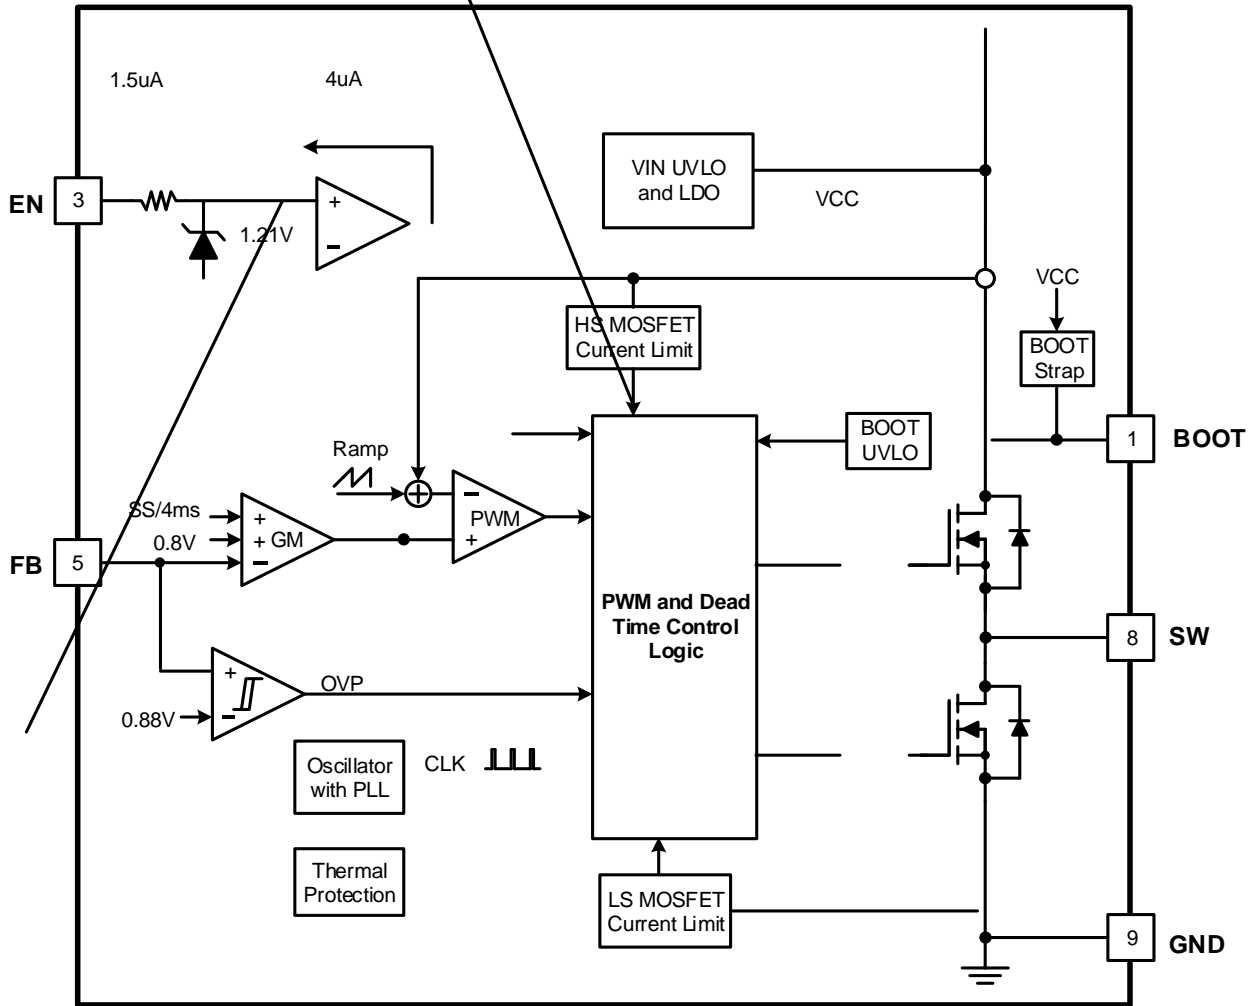 1.5uA
4uA
EN
3
+
-
1.21V
VIN UVLO
and LDO
VCC
HS MOSFET
Current Limit
VCC
BOOT
Strap
1
BOOT
BOOT
UVLO
Ramp
+
-
PWM
+
SS/4ms
0.8V
+
+ GM
-
FB
5
PWM and Dead
Time Control
Logic
8
SW
+
-
0.88V
OVP
Oscillator
with PLL
CLK
Thermal
Protection
LS MOSFET
Current Limit
9
GND